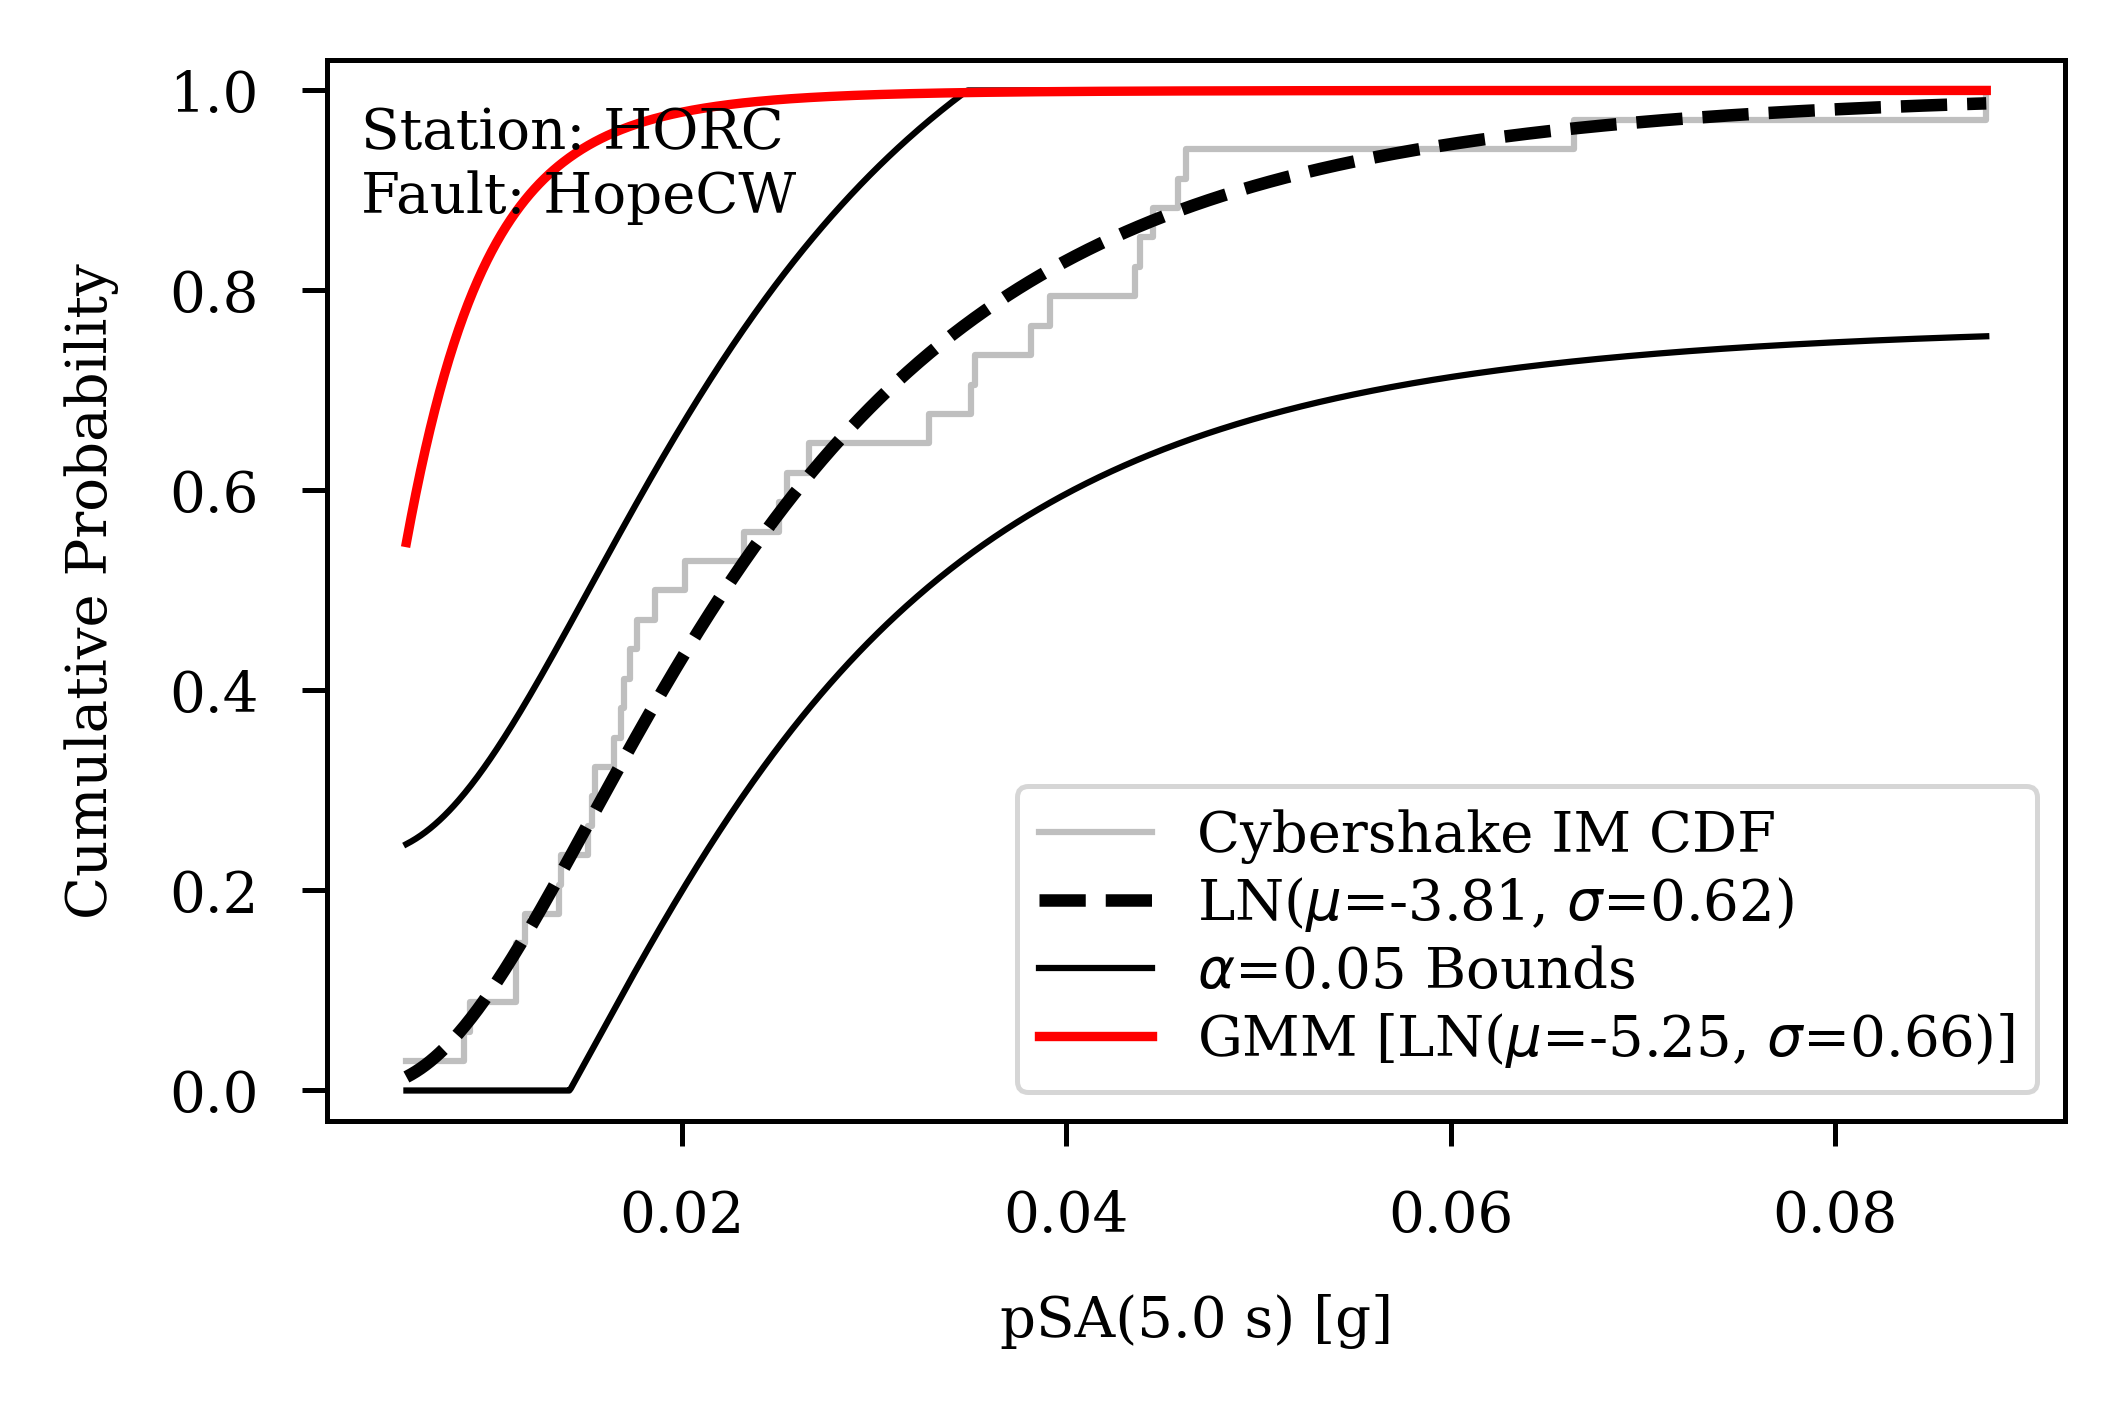 Station: HORC
Fault: HopeCW
Cumulative Probability
1.0
0.8
0.6
0.4
0.2
0.0
0.02 0.04 0.06 0.08
pSA(5.0 s) [g]
Cybershake IM CDF
LN(μ=-3.81, σ=0.62)
α=0.05 Bounds
GMM [LN(μ=-5.25, σ=0.66)]